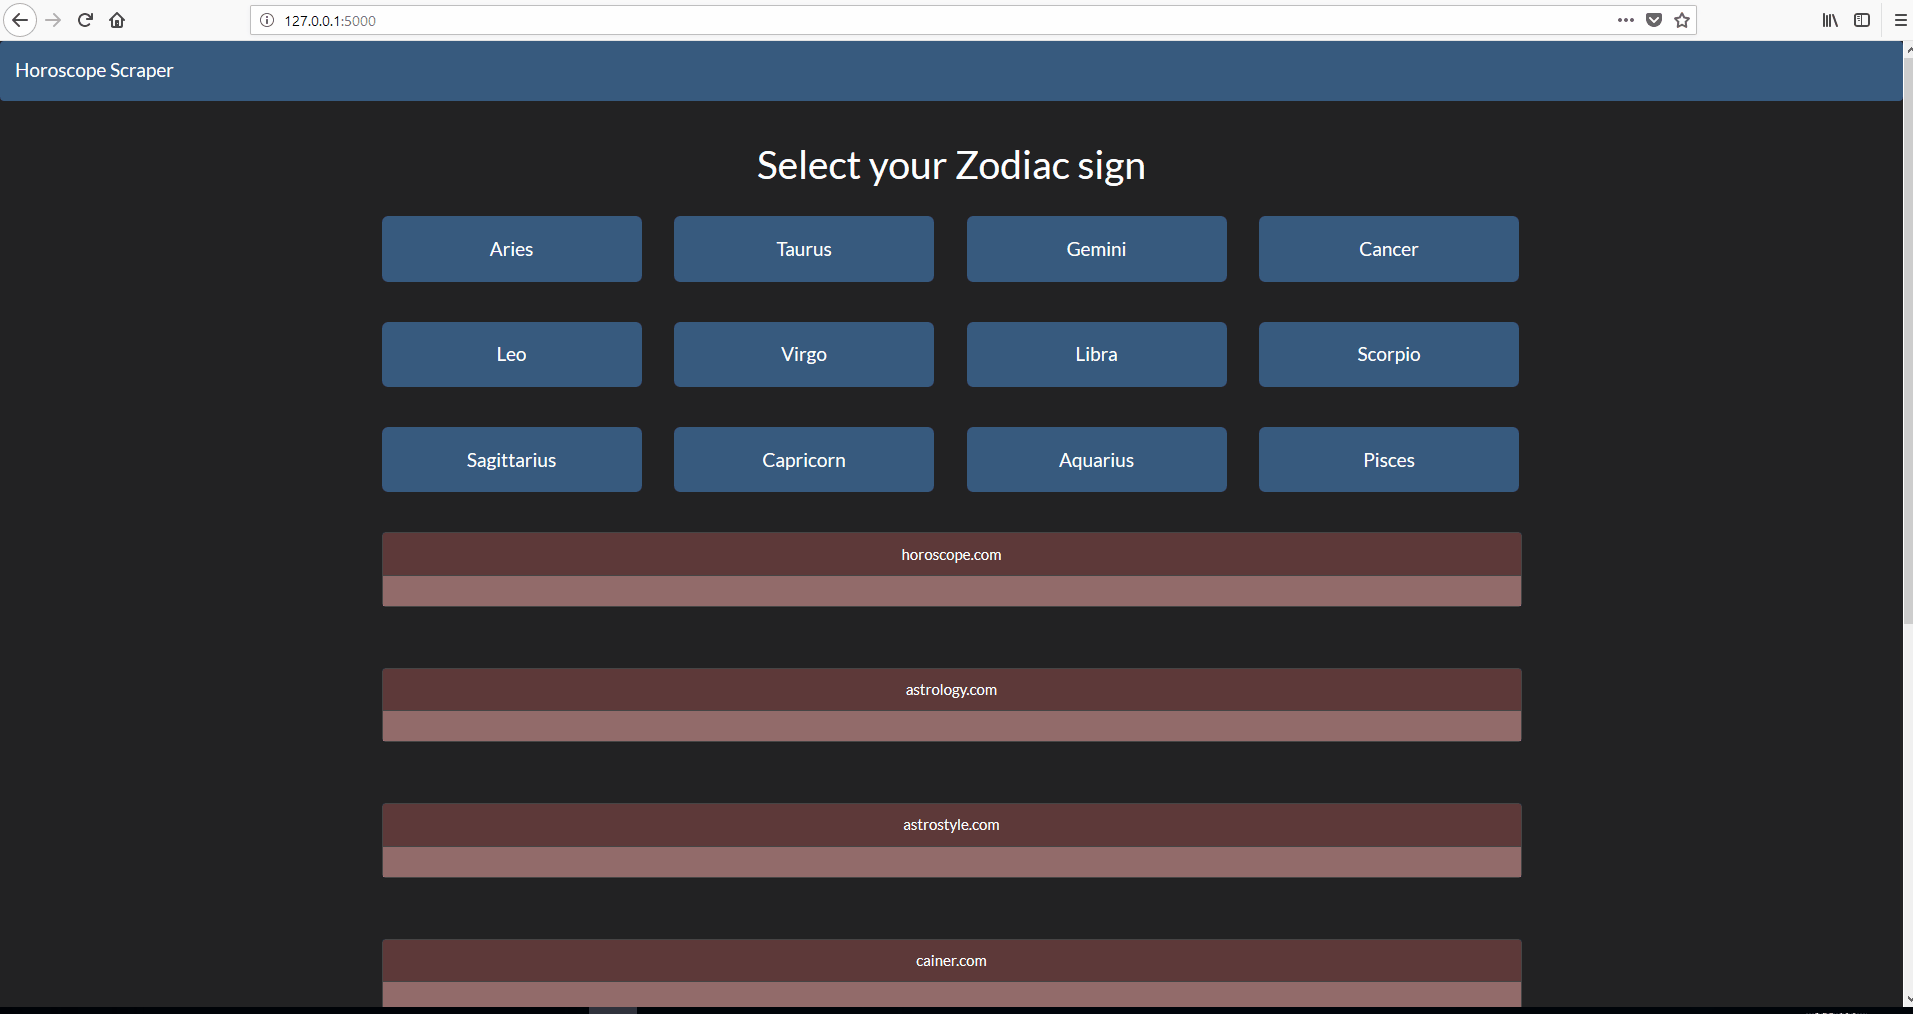 127.0.0.1:5000
Horoscope Scraper
Select your Zodiac sign
Aries Taurus Gemini Cancer
Leo Virgo Libra Scorpio
Sagittarius Capricorn Aquarius Pisces
horoscope.com
astrology.com
astrostyle.com
cainer.com